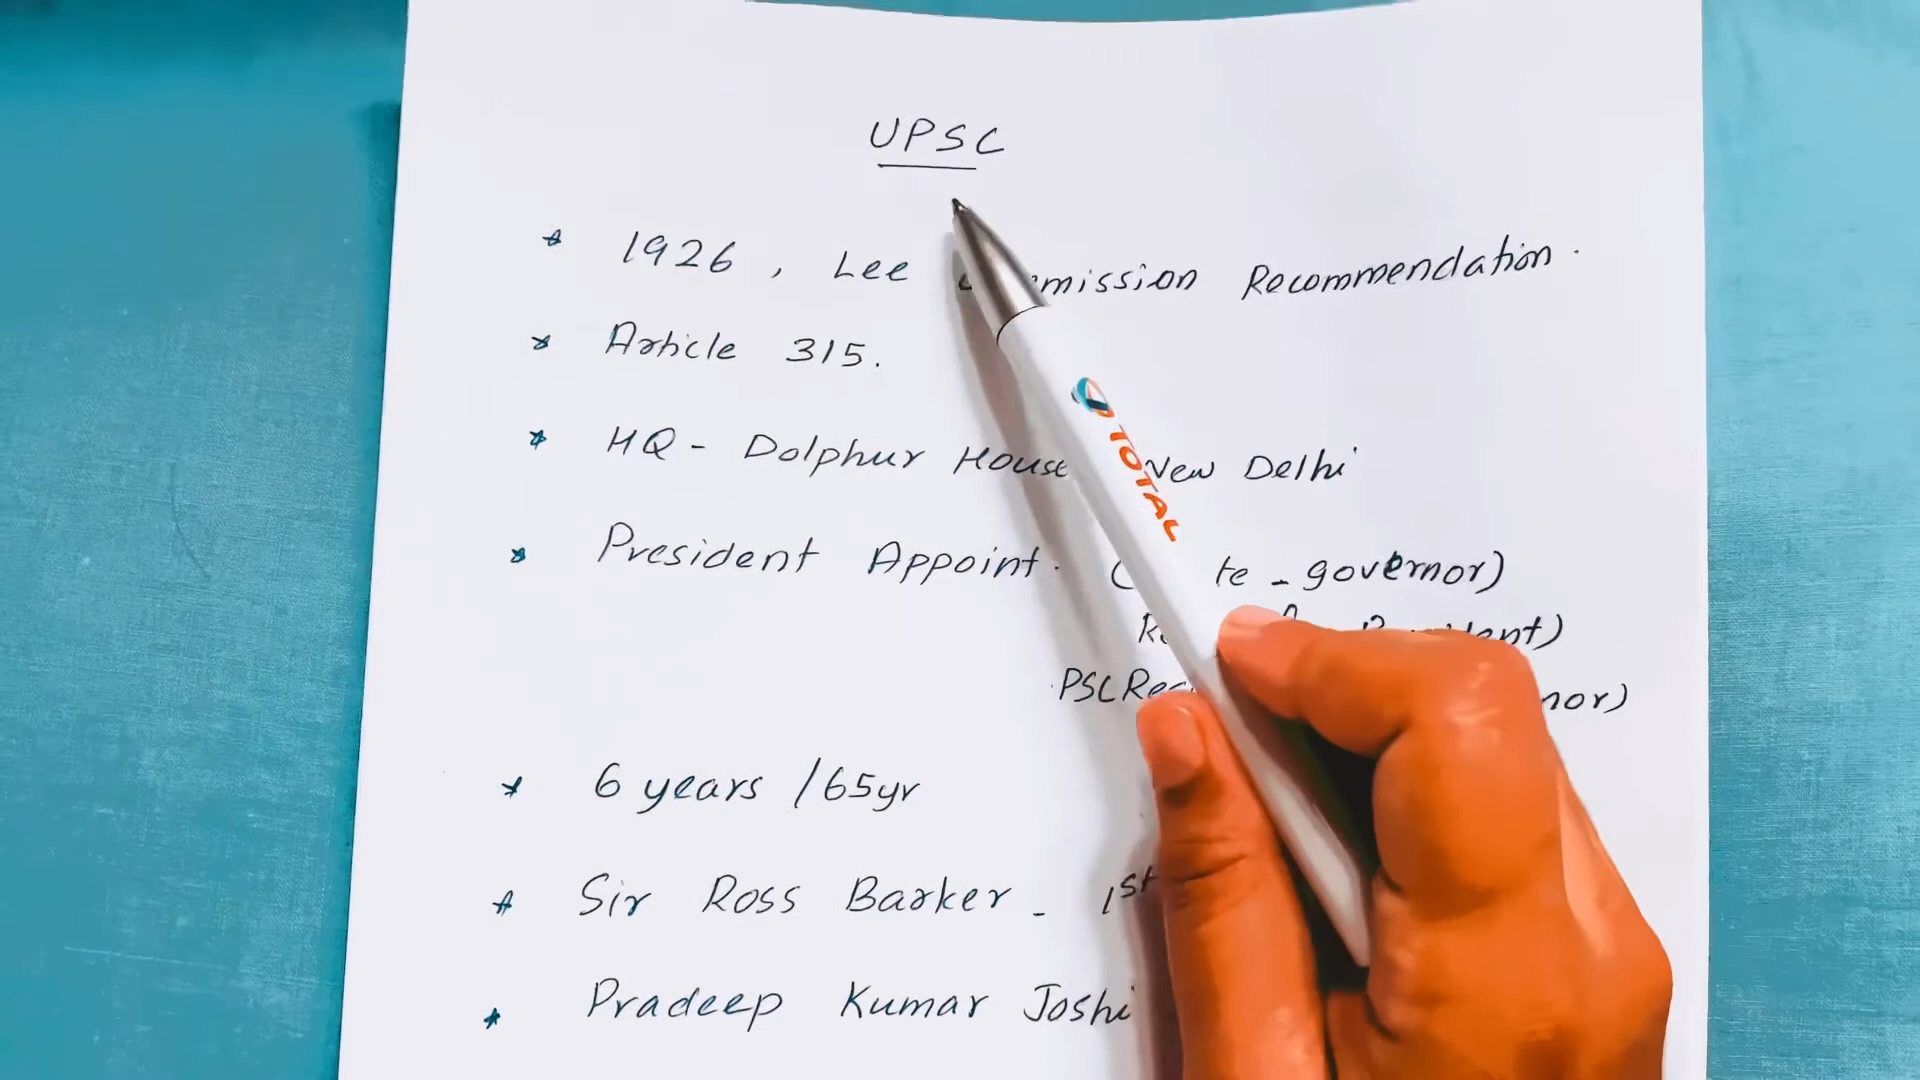 UPSC
* 1926, Lee mission Recommendation.
* Article 315.
* HQ - Dolphur House New Delhi
* President Appoint. ( te - governor)
PSC
* 6 years /65yr
* Sir Ross Barker - 1st
* Pradeep Kumar Joshi
TOTAL